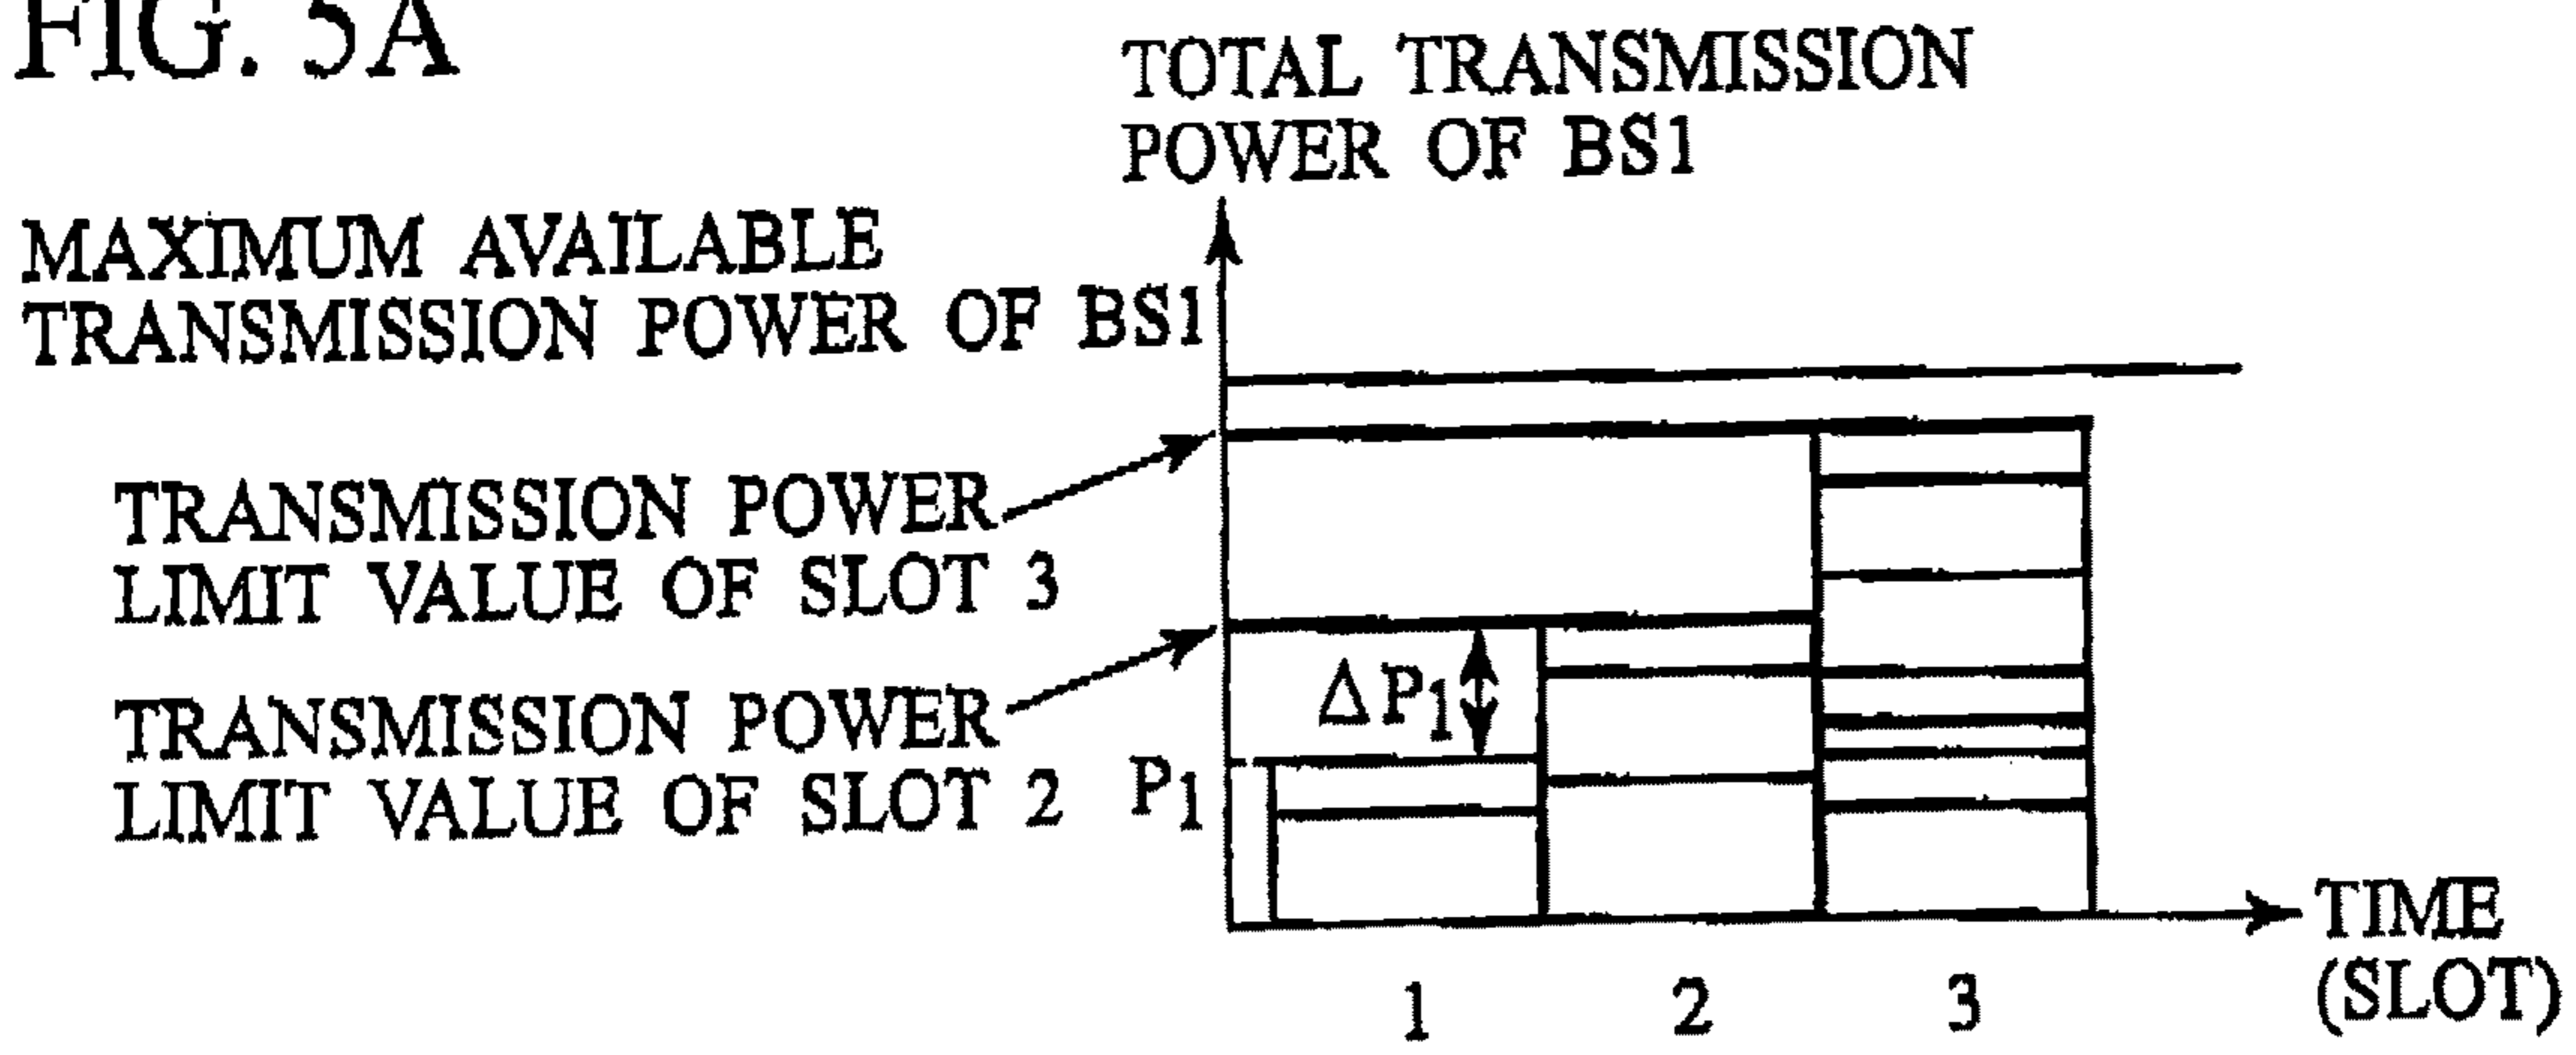 FIG. 5A
TOTAL TRANSMISSION
POWER OF BS1
MAXIMUM AVAILABLE
TRANSMISSION POWER OF BS1
TRANSMISSION POWER
LIMIT VALUE OF SLOT 3
TRANSMISSION POWER
LIMIT VALUE OF SLOT 2
ΔP1
P1
TIME
(SLOT)
1 2 3